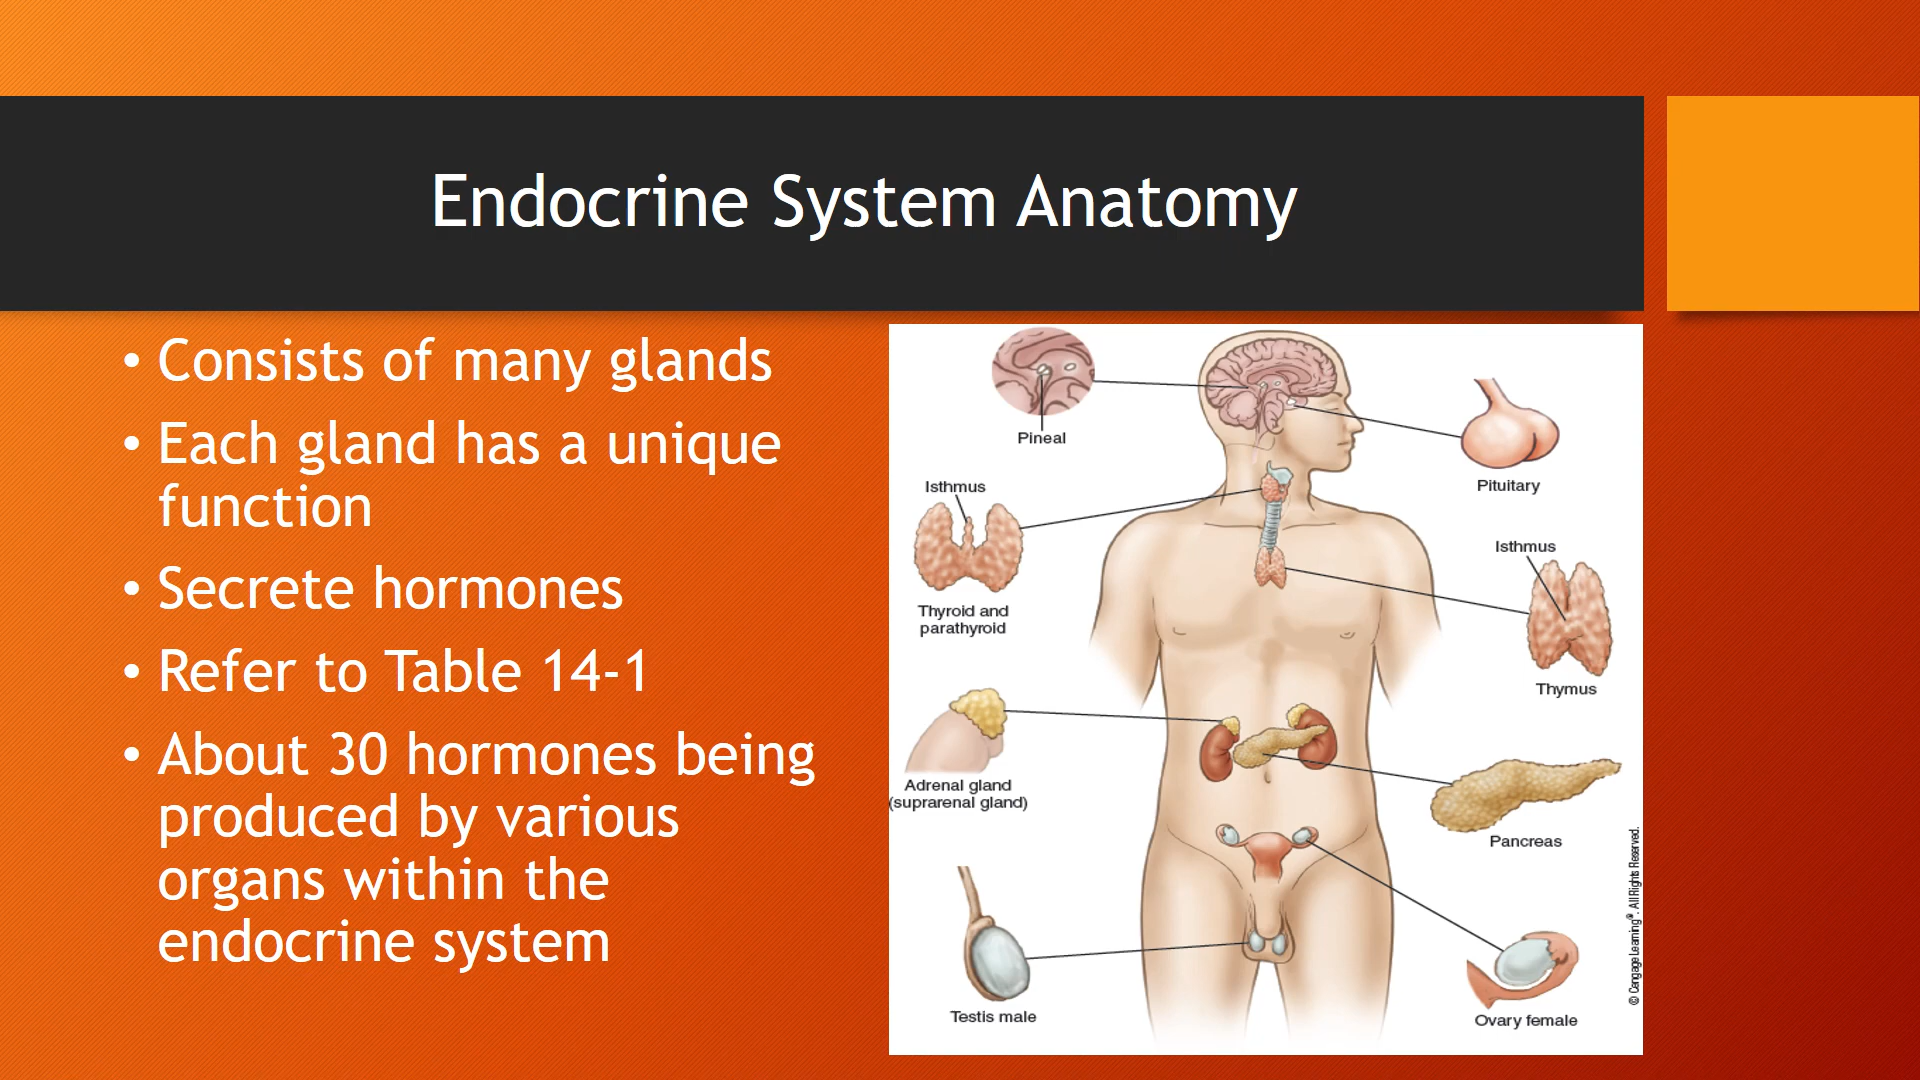 Endocrine System Anatomy
• Consists of many glands
• Each gland has a unique
function
• Secrete hormones
• Refer to Table 14-1
• About 30 hormones being
produced by various
organs within the
endocrine system
Pineal
Pituitary
Isthmus
Thyroid and
parathyroid
Isthmus
Thymus
Adrenal gland
(suprarenal gland)
Pancreas
Testis male
Ovary female
© Cengage Learning®. All Rights Reserved.